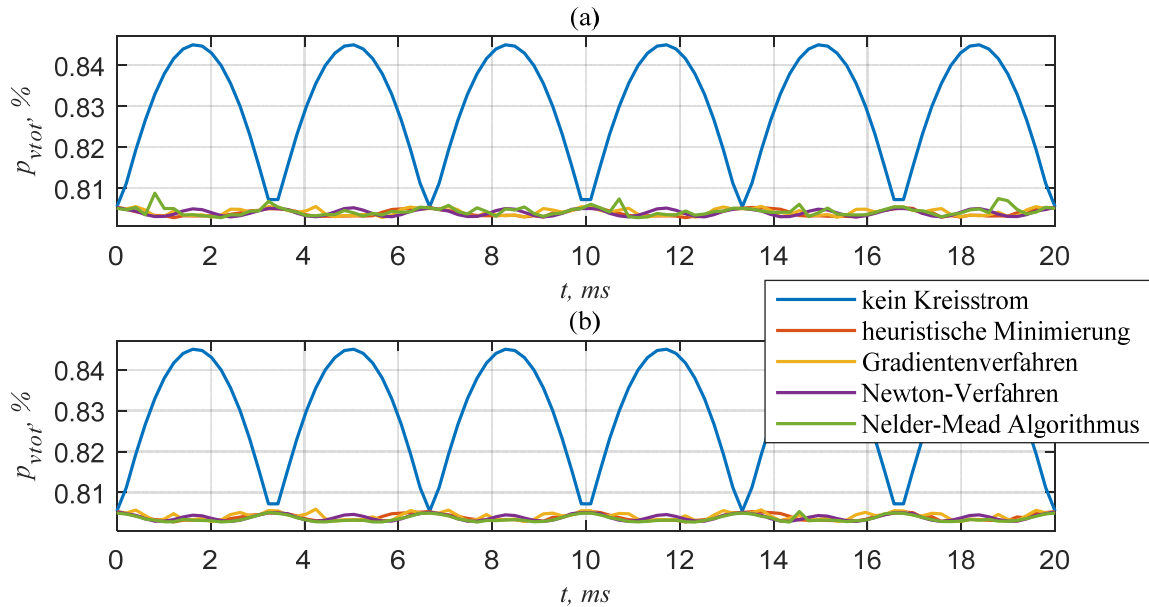 (a)
0.84
0.83
0.82
0.81
p_vtot, %
0 2 4 6 8 10 12 14 16 18 20
t, ms
(b)
0.84
0.83
0.82
0.81
p_vtot, %
0 2 4 6 8 10 12 14 16 18 20
t, ms
kein Kreisstrom
heuristische Minimierung
Gradientenverfahren
Newton-Verfahren
Nelder-Mead Algorithmus